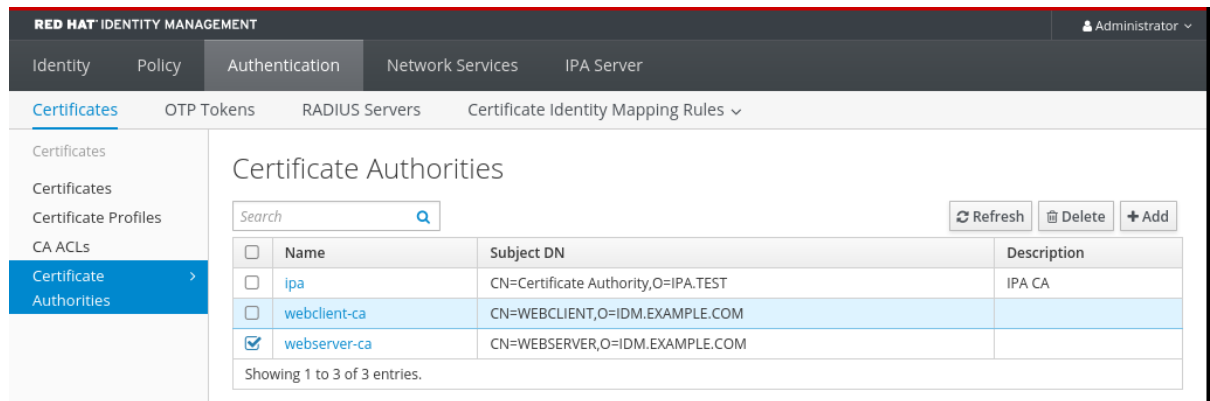 RED HAT IDENTITY MANAGEMENT Administrator
Identity Policy Authentication Network Services IPA Server
Certificates OTP Tokens RADIUS Servers Certificate Identity Mapping Rules
Certificates
Certificates
Certificate Profiles
CA ACLs
Certificate
Authorities
Certificate Authorities
Search Refresh Delete Add
Name Subject DN Description
ipa CN=Certificate Authority,O=IPA.TEST IPA CA
webclient-ca CN=WEBCLIENT,O=IDM.EXAMPLE.COM
webserver-ca CN=WEBSERVER,O=IDM.EXAMPLE.COM
Showing 1 to 3 of 3 entries.